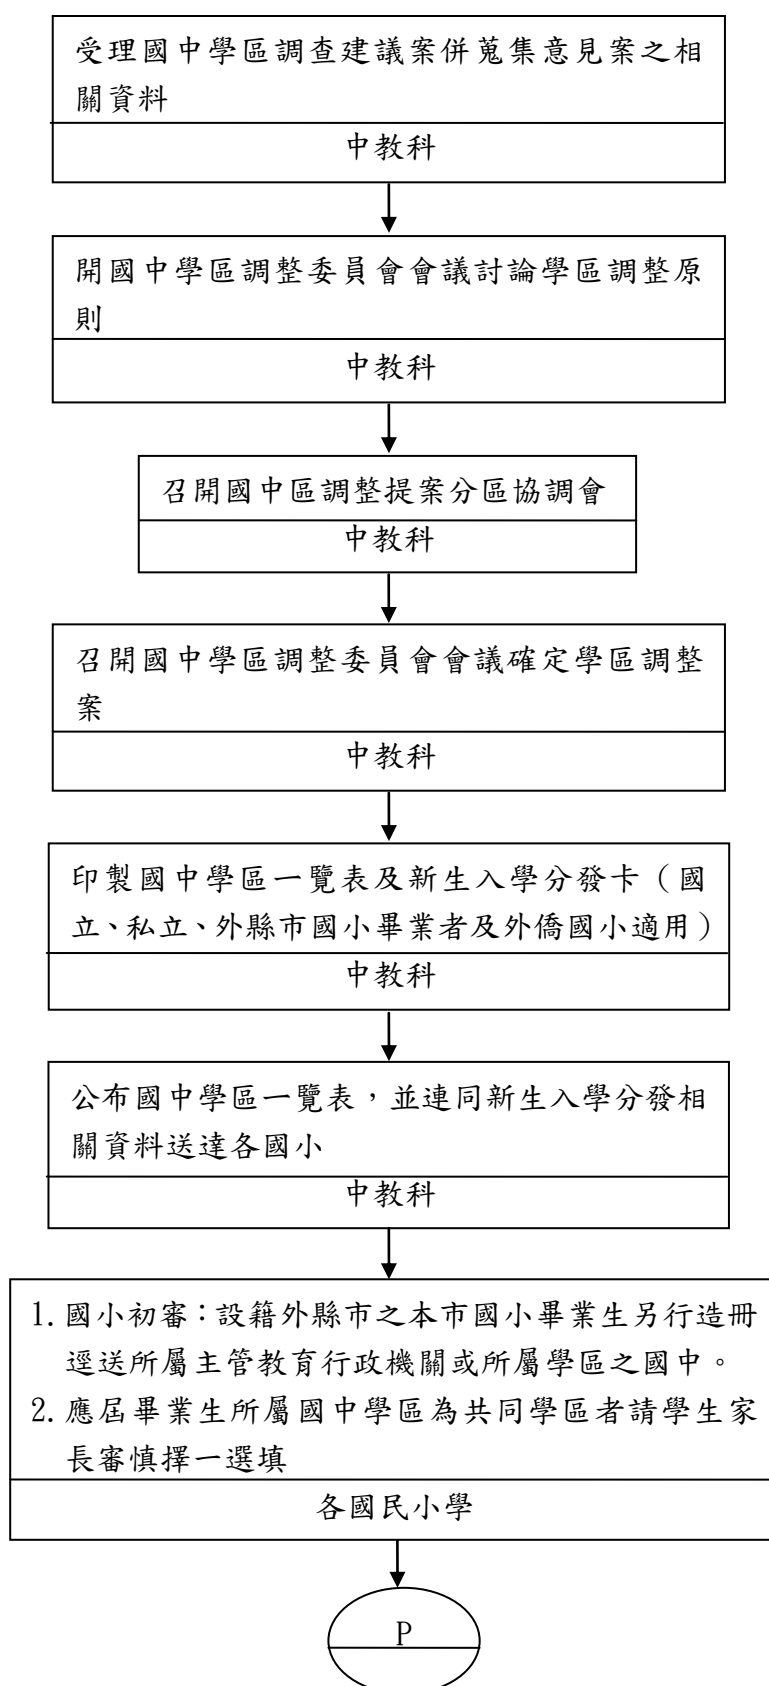 受理國中學區調查建議案併蒐集意見案之相
關資料
中教科
開國中學區調整委員會會議討論學區調整原
則
中教科
召開國中區調整提案分區協調會
中教科
召開國中學區調整委員會會議確定學區調整
案
中教科
印製國中學區一覽表及新生入學分發卡（國
立、私立、外縣市國小畢業者及外僑國小適用）
中教科
公布國中學區一覽表，並連同新生入學分發相
關資料送達各國小
中教科
1. 國小初審：設籍外縣市之本市國小畢業生另行造冊
逕送所屬主管教育行政機關或所屬學區之國中。
2. 應屆畢業生所屬國中學區為共同學區者請學生家
長審慎擇一選填
各國民小學
P